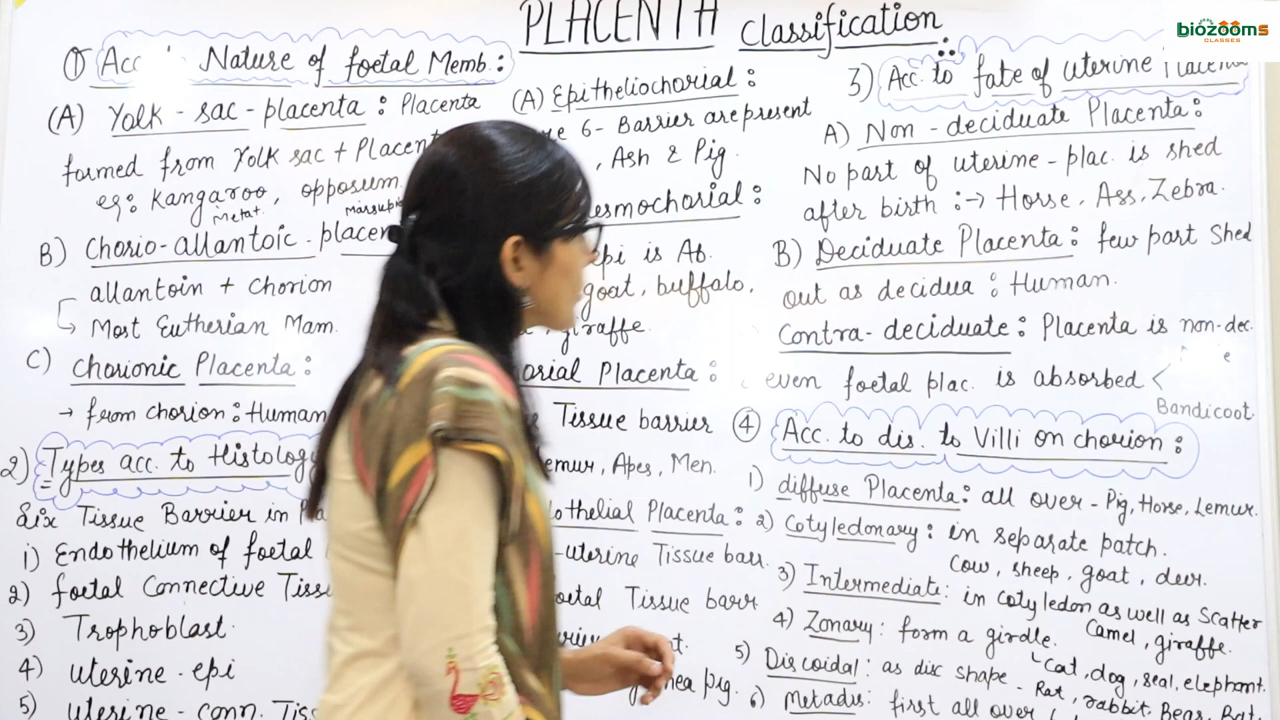 PLACENTA Classification
biozooms
CLASSES
① Acc Nature of foetal Memb:
(A) Yolk-sac-placenta : Placenta
formed from Yolk sac + Placent
eg: Kangaroo, opposum.
Metat.
B) Chorio-allantoic-placen
allantoin + Chorion
Most Eutherian Mam.
C) Chorionic Placenta:
→ from chorion: Human
2) Types acc. to Histology
Six Tissue Barrier in
1) Endothelium of foetal
2) foetal Connective Tiss
3) Trophoblast.
4) uterine-epi
5) uterine-conn. Tiss
(A) Epitheliochorial:
6-Barrier are present
, Ash & Pig.
esmochorial:
epi is Ab.
goat, buffalo,
giraffe.
orial Placenta:
Tissue barrier
emur, Apes, Men.
othelial Placenta:
-uterine Tissue barr.
oetal Tissue barr
nea pig.
3) Acc. to fate of uterine Placenta
A) Non-deciduate Placenta:
No part of uterine-plac. is shed
after birth :-> Horse, Ass, Zebra.
B) Deciduate Placenta: few part Shed
out as decidua : Human.
Contra-deciduate: Placenta is non-dec.
even foetal plac. is absorbed <
Bandicoot
④ Acc. to dis. to Villi on chorion:
1) diffuse Placenta: all over - Pig, Horse, Lemur.
2) Cotyledonary: in separate patch.
Cow, sheep, goat, deer.
3) Intermediate: in cotyledon as well as Scatter
Camel, giraffe.
4) Zonary: form a girdle.
Cat, dog, seal, elephant.
5) Discoidal: as disc shape - Rat, rabbit, Bear, Bat.
6) Metadis: first all over